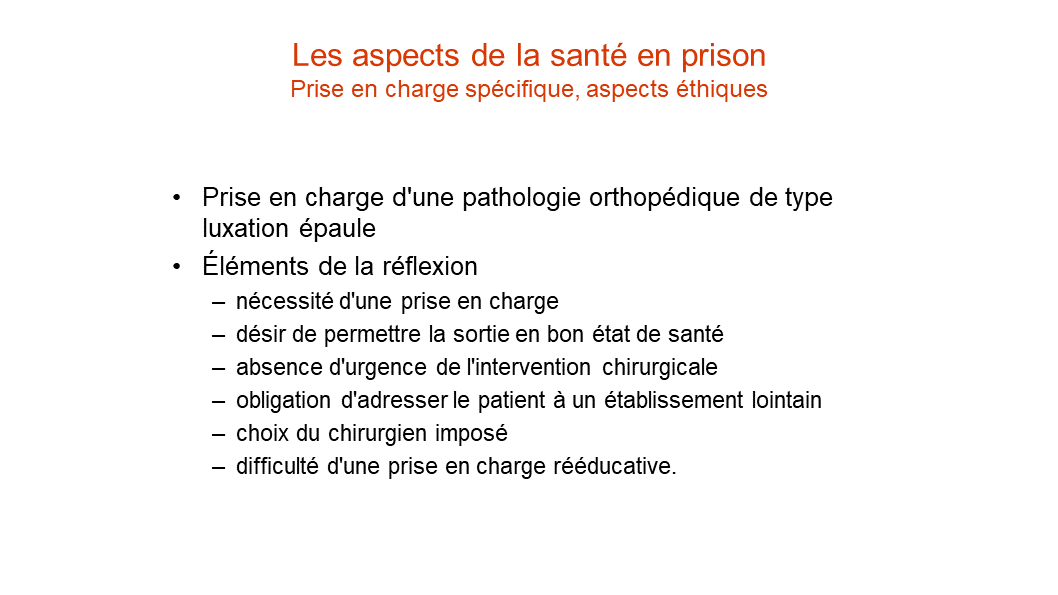 Les aspects de la santé en prison
Prise en charge spécifique, aspects éthiques
• Prise en charge d'une pathologie orthopédique de type
luxation épaule
• Éléments de la réflexion
– nécessité d'une prise en charge
– désir de permettre la sortie en bon état de santé
– absence d'urgence de l'intervention chirurgicale
– obligation d'adresser le patient à un établissement lointain
– choix du chirurgien imposé
– difficulté d'une prise en charge rééducative.